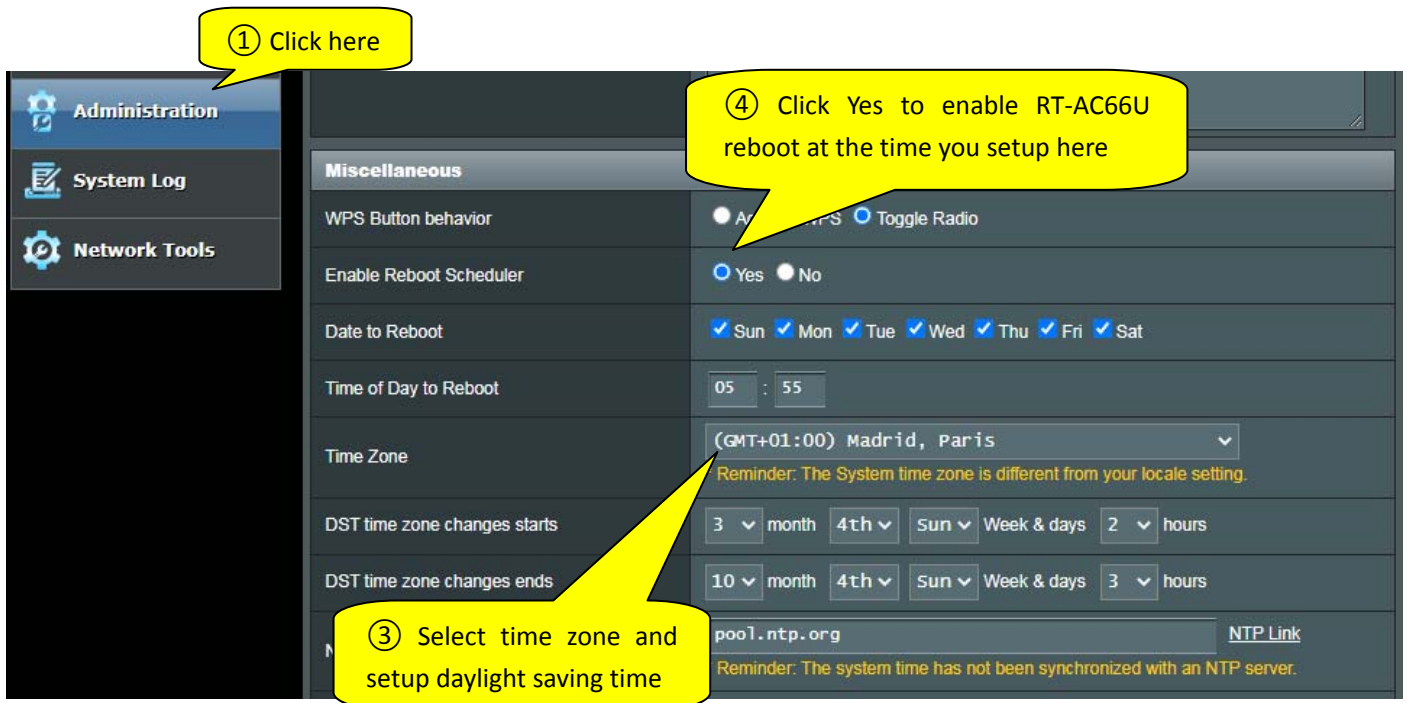 ① Click here
Administration
System Log
Network Tools
④ Click Yes to enable RT-AC66U
reboot at the time you setup here
Miscellaneous
WPS Button behavior
Toggle Radio
Enable Reboot Scheduler Yes No
Date to Reboot Sun Mon Tue Wed Thu Fri Sat
Time of Day to Reboot 05 : 55
Time Zone (GMT+01:00) Madrid, Paris
Reminder: The System time zone is different from your locale setting.
DST time zone changes starts 3 month 4th Sun Week & days 2 hours
DST time zone changes ends 10 month 4th Sun Week & days 3 hours
③ Select time zone and
setup daylight saving time
pool.ntp.org NTP Link
Reminder: The system time has not been synchronized with an NTP server.